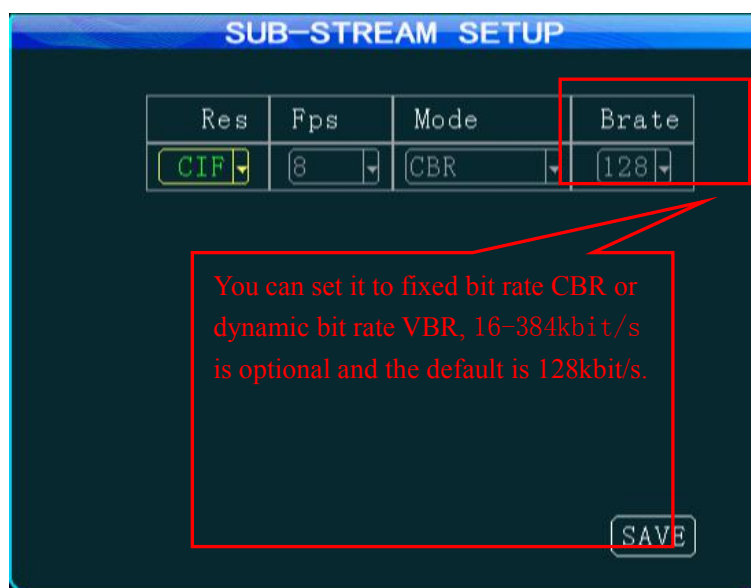 SUB-STREAM SETUP
Res Fps Mode Brate
CIF 8 CBR 128
You can set it to fixed bit rate CBR or
dynamic bit rate VBR, 16-384kbit/s
is optional and the default is 128kbit/s.
SAVE